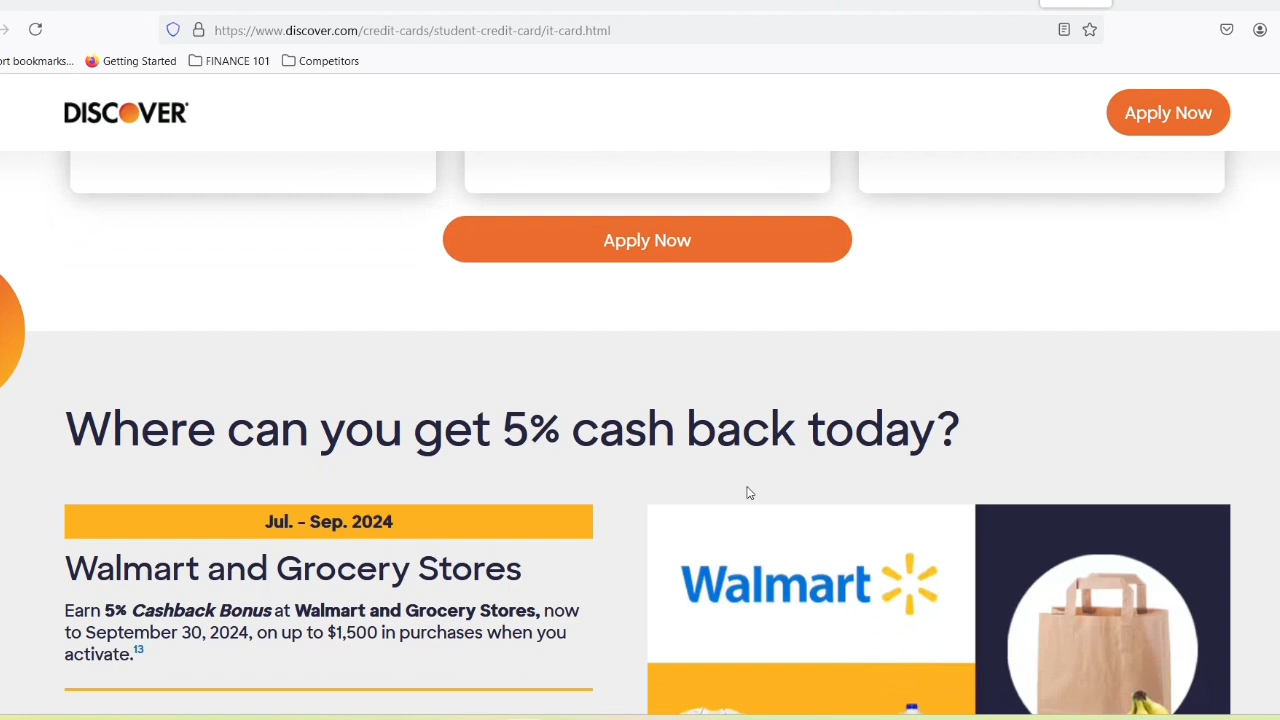 https://www.discover.com/credit-cards/student-credit-card/it-card.html
ort bookmarks... Getting Started FINANCE 101 Competitors
DISCOVER®
Apply Now
Apply Now
Where can you get 5% cash back today?
Jul. - Sep. 2024
Walmart and Grocery Stores
Earn 5% Cashback Bonus at Walmart and Grocery Stores, now
to September 30, 2024, on up to $1,500 in purchases when you
activate.13
Walmart